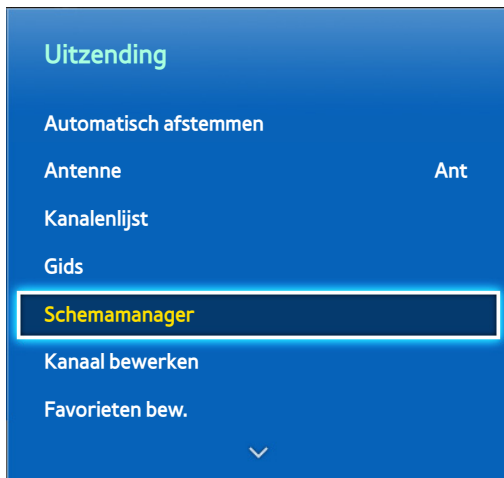 Uitzending
Automatisch afstemmen
Antenne Ant
Kanalenlijst
Gids
Schemamanager
Kanaal bewerken
Favorieten bew.